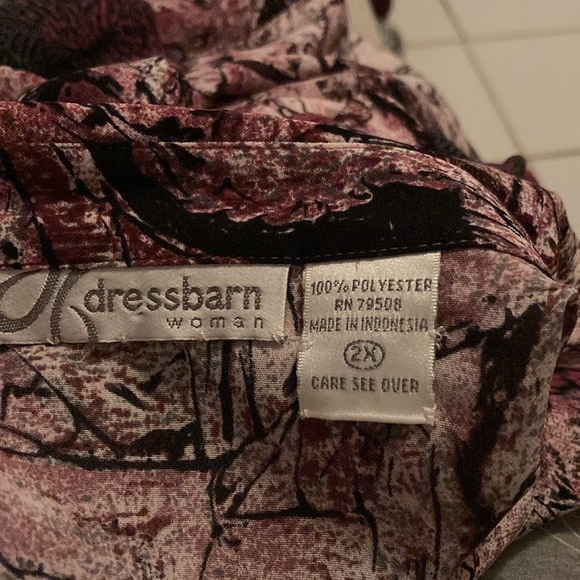 dressbarn
woman
100% POLYESTER
RN 79508
MADE IN INDONESIA
2X
CARE SEE OVER